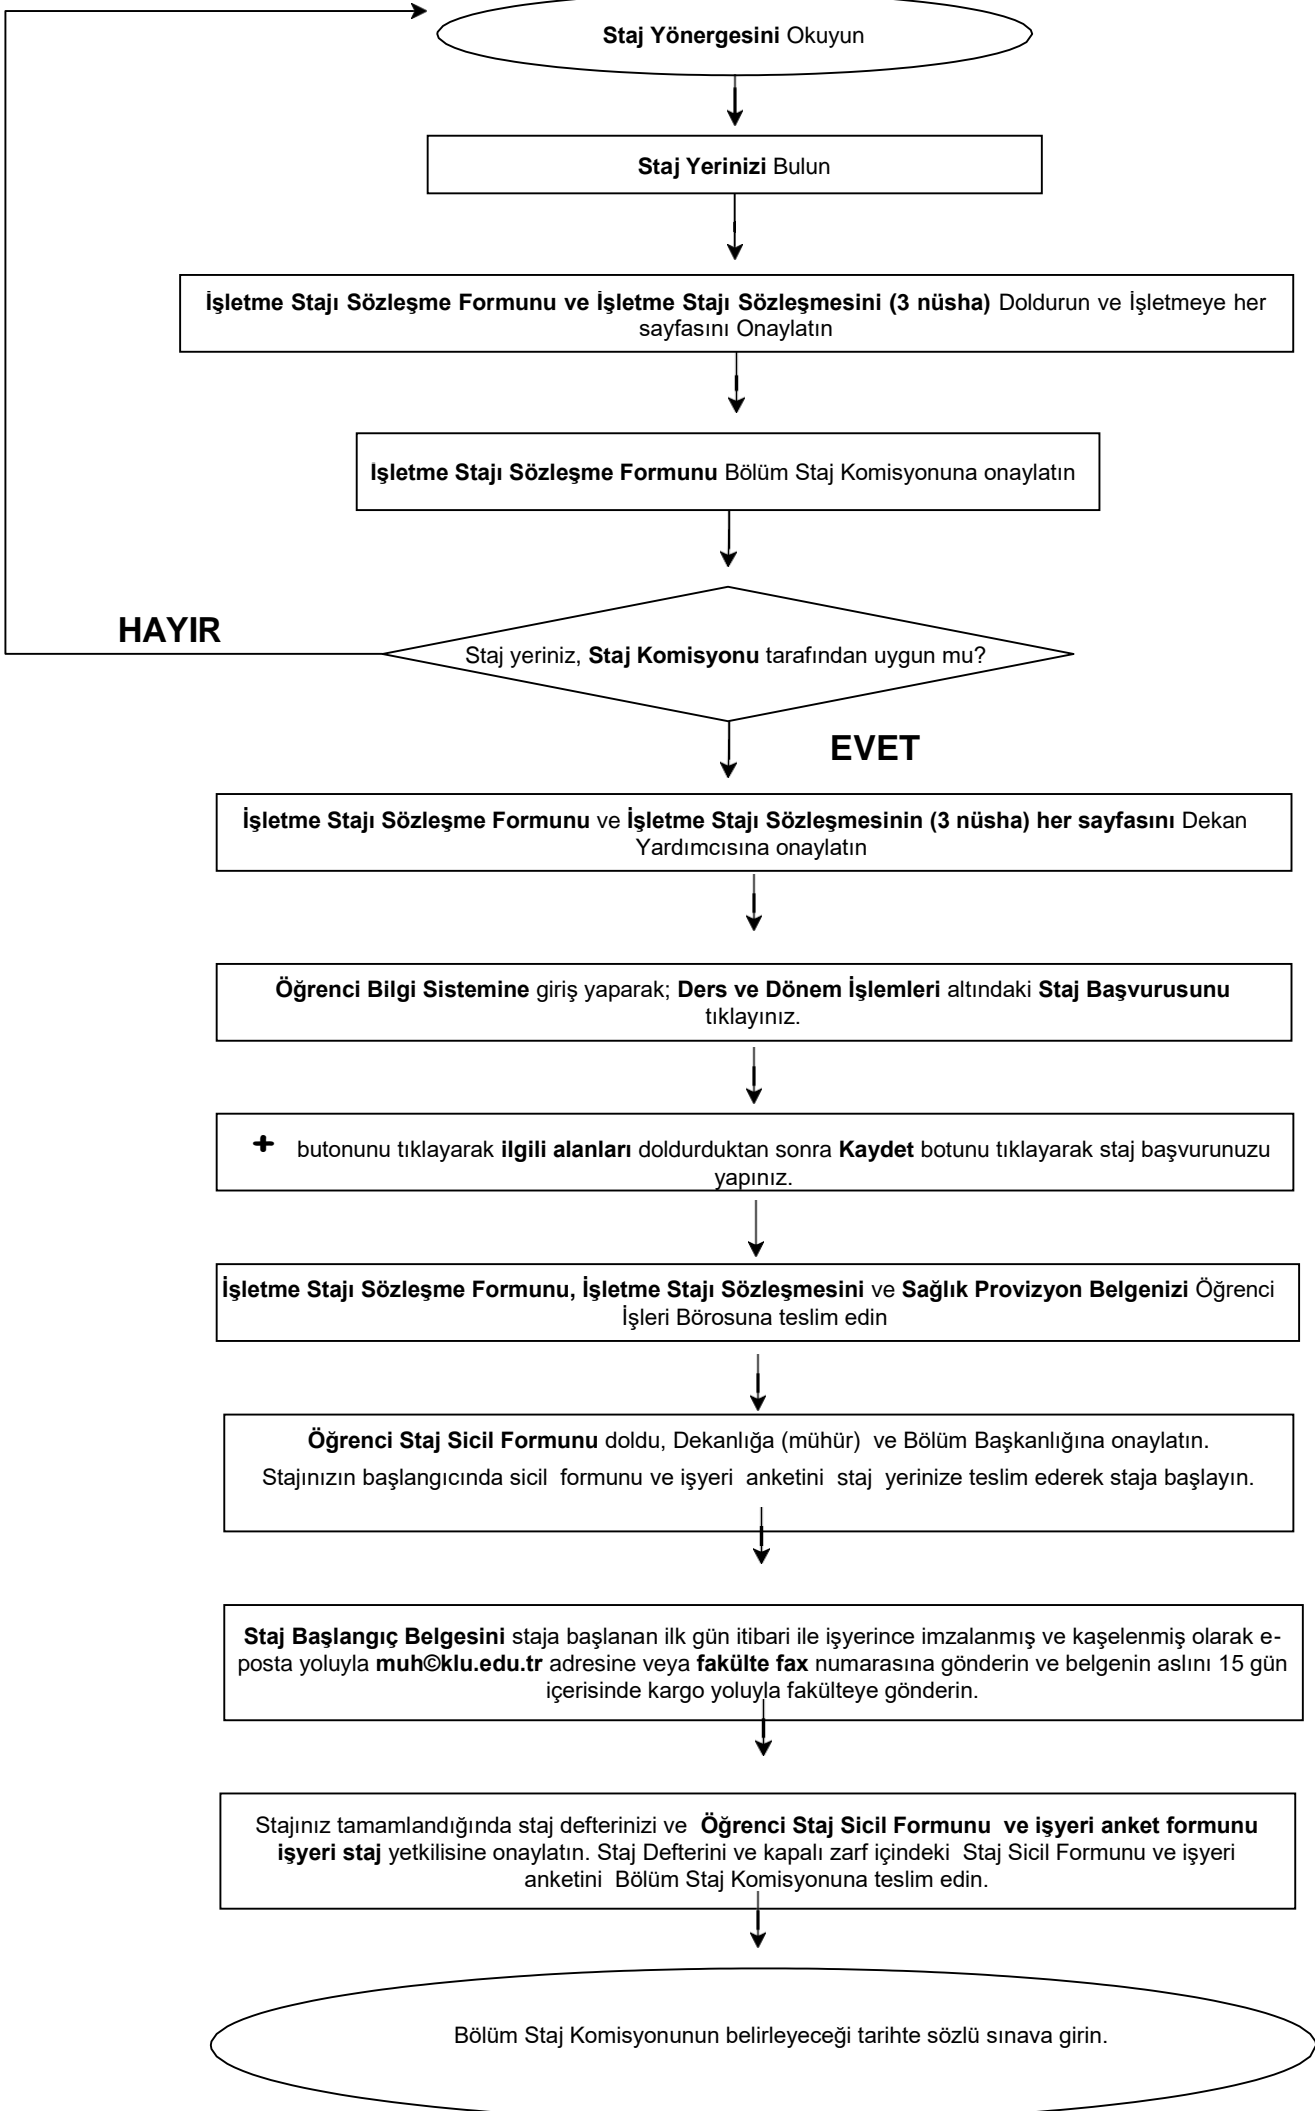 Staj Yönergesini Okuyun
Staj Yerinizi Bulun
İşletme Stajı Sözleşme Formunu ve İşletme Stajı Sözleşmesini (3 nüsha) Doldurun ve İşletmeye her
sayfasını Onaylatın
İşletme Stajı Sözleşme Formunu Bölüm Staj Komisyonuna onaylatın
HAYIR
Staj yeriniz, Staj Komisyonu tarafından uygun mu?
EVET
İşletme Stajı Sözleşme Formunu ve İşletme Stajı Sözleşmesinin (3 nüsha) her sayfasını Dekan
Yardımcısına onaylatın
Öğrenci Bilgi Sistemine giriş yaparak; Ders ve Dönem İşlemleri altındaki Staj Başvurusunu
tıklayınız.
+ butonunu tıklayarak ilgili alanları doldurduktan sonra Kaydet botunu tıklayarak staj başvurunuzu
yapınız.
İşletme Stajı Sözleşme Formunu, İşletme Stajı Sözleşmesini ve Sağlık Provizyon Belgenizi Öğrenci
İşleri Börosuna teslim edin
Öğrenci Staj Sicil Formunu doldu, Dekanlığa (mühür) ve Bölüm Başkanlığına onaylatın.
Stajınızın başlangıcında sicil formunu ve işyeri anketini staj yerinize teslim ederek staja başlayın.
Staj Başlangıç Belgesini staja başlanan ilk gün itibari ile işyerince imzalanmış ve kaşelenmiş olarak e-
posta yoluyla muh©klu.edu.tr adresine veya fakülte fax numarasına gönderin ve belgenin aslını 15 gün
içerisinde kargo yoluyla fakülteye gönderin.
Stajınız tamamlandığında staj defterinizi ve Öğrenci Staj Sicil Formunu ve işyeri anket formunu
işyeri staj yetkilisine onaylatın. Staj Defterini ve kapalı zarf içindeki Staj Sicil Formunu ve işyeri
anketini Bölüm Staj Komisyonuna teslim edin.
Bölüm Staj Komisyonunun belirleyeceği tarihte sözlü sınava girin.